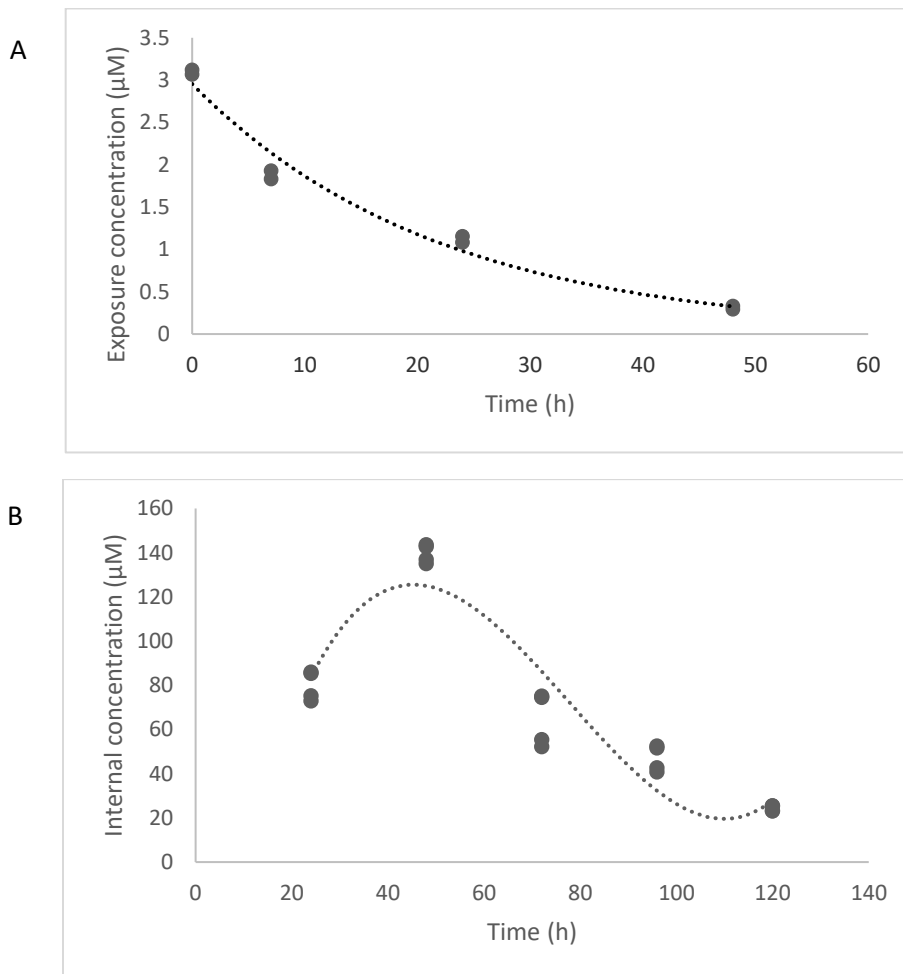 A
Exposure concentration (µM)
3.5
3
2.5
2
1.5
1
0.5
0
0 10 20 30 40 50 60
Time (h)
B
Internal concentration (µM)
160
140
120
100
80
60
40
20
0
0 20 40 60 80 100 120 140
Time (h)